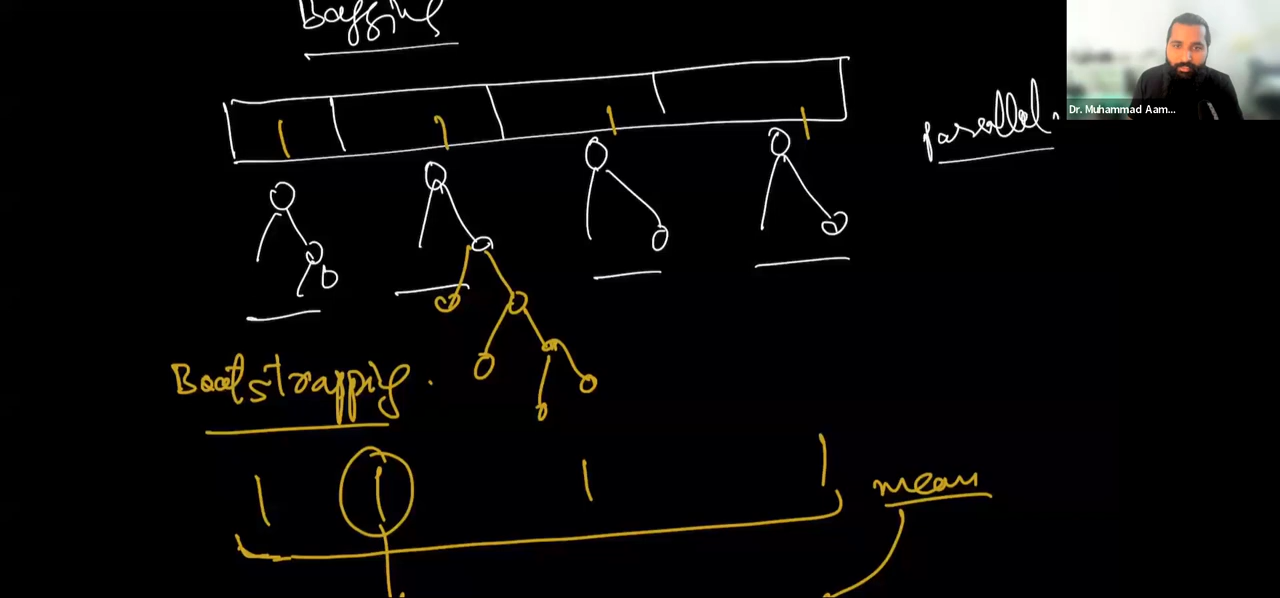 Bagging
Dr. Muhammad Aam...
parallel.
Bootstrapping.
mean